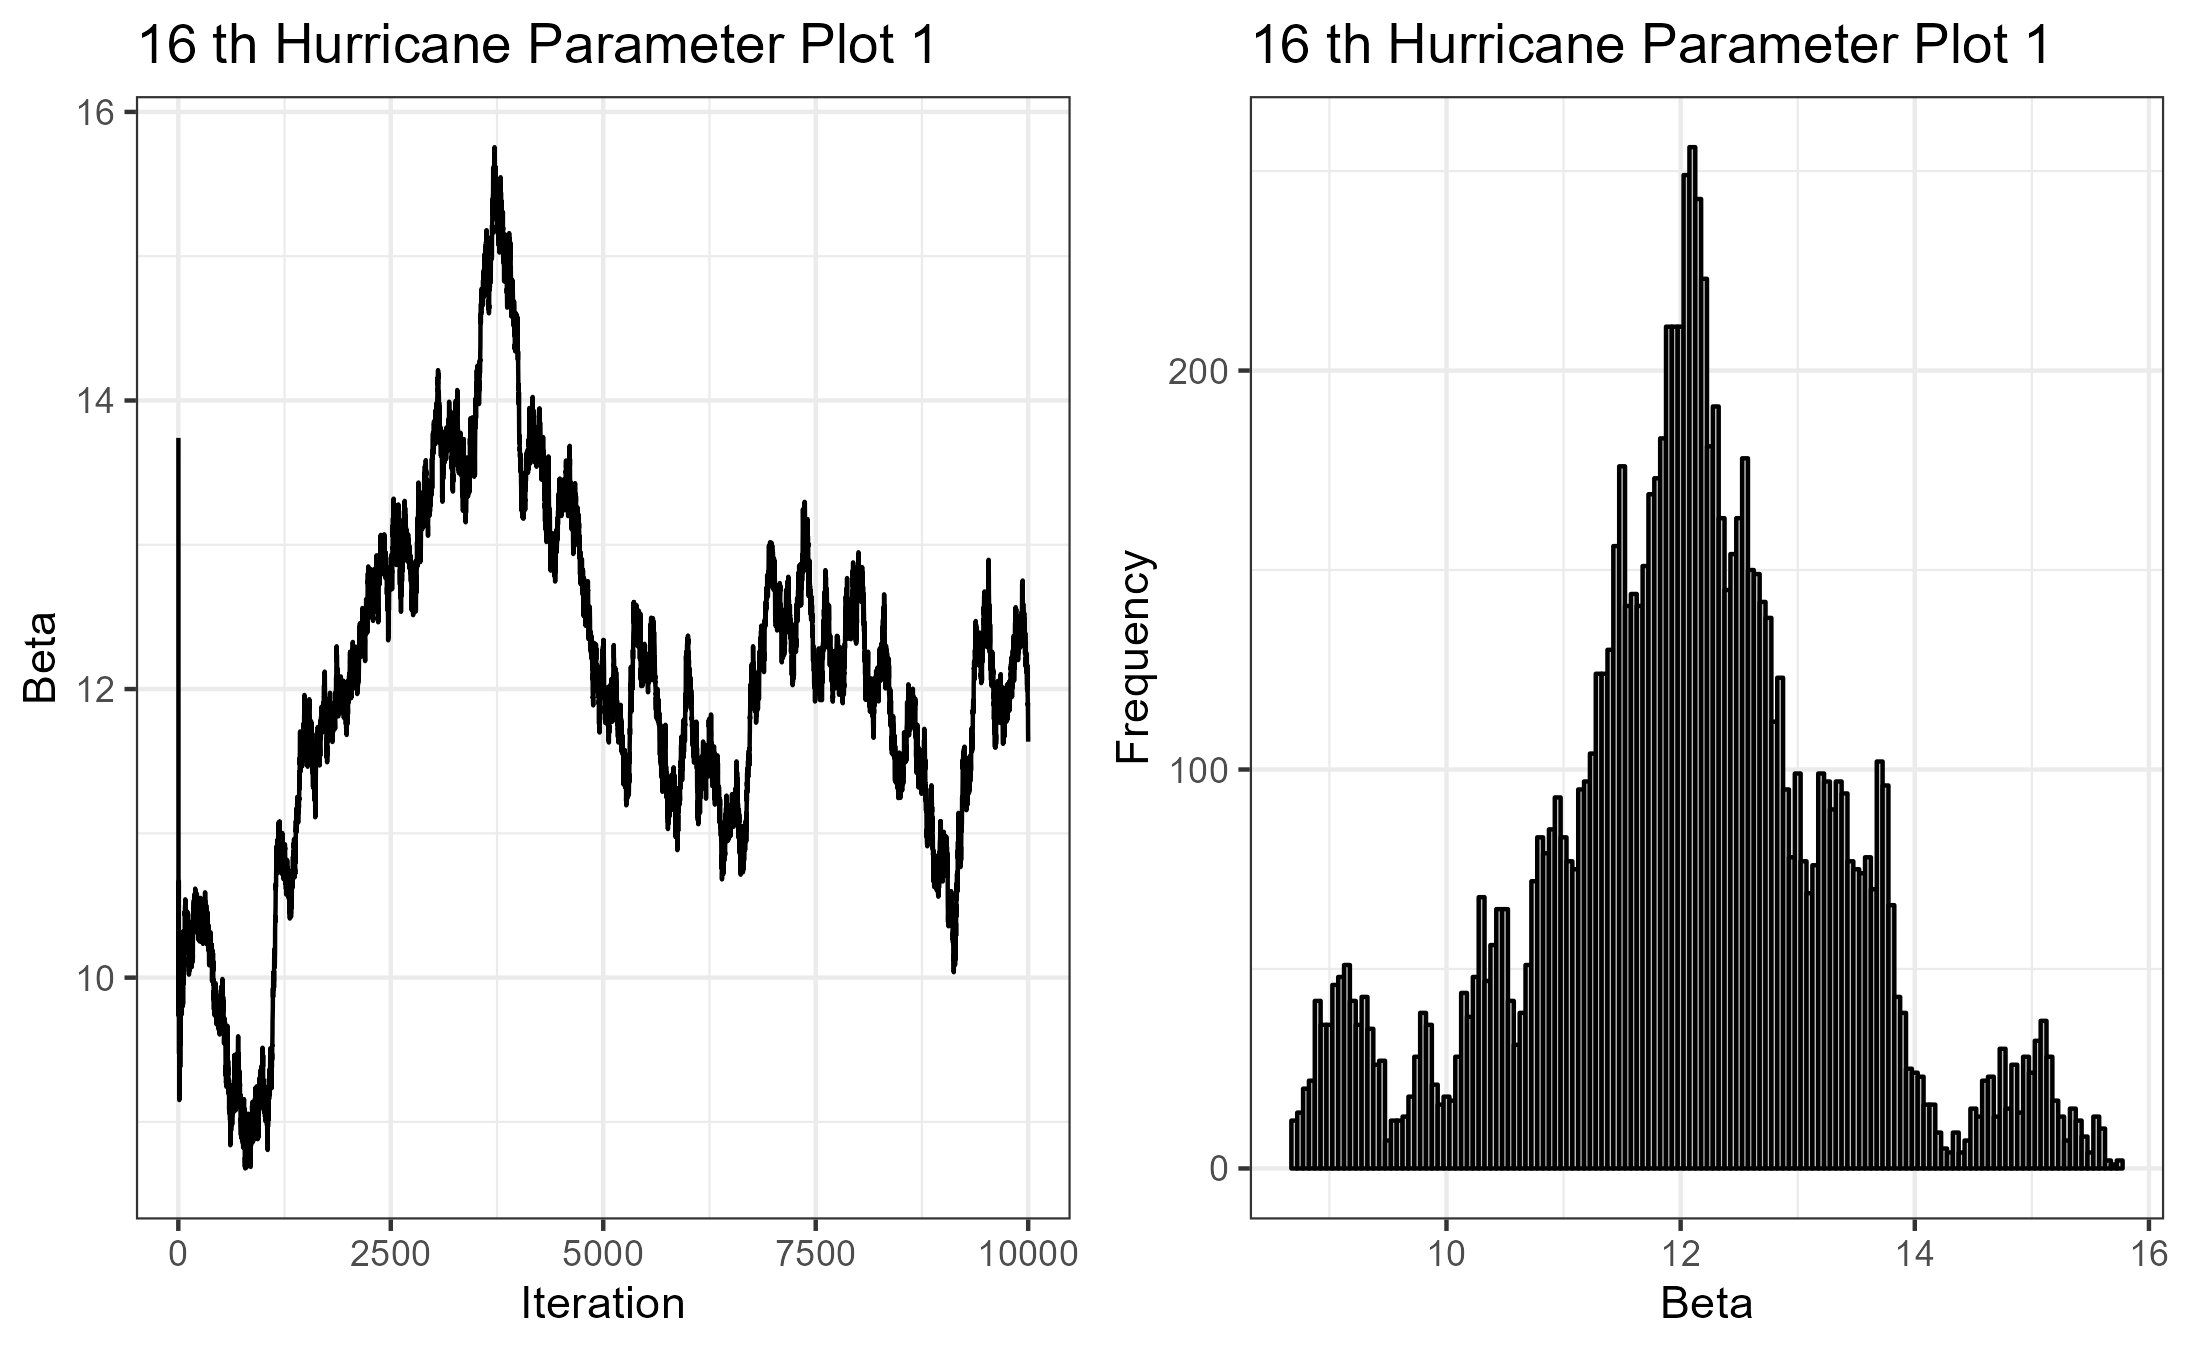 16 th Hurricane Parameter Plot 1
16
14
12
10
Beta
0 2500 5000 7500 10000
Iteration
16 th Hurricane Parameter Plot 1
200
100
0
Frequency
10 12 14 16
Beta